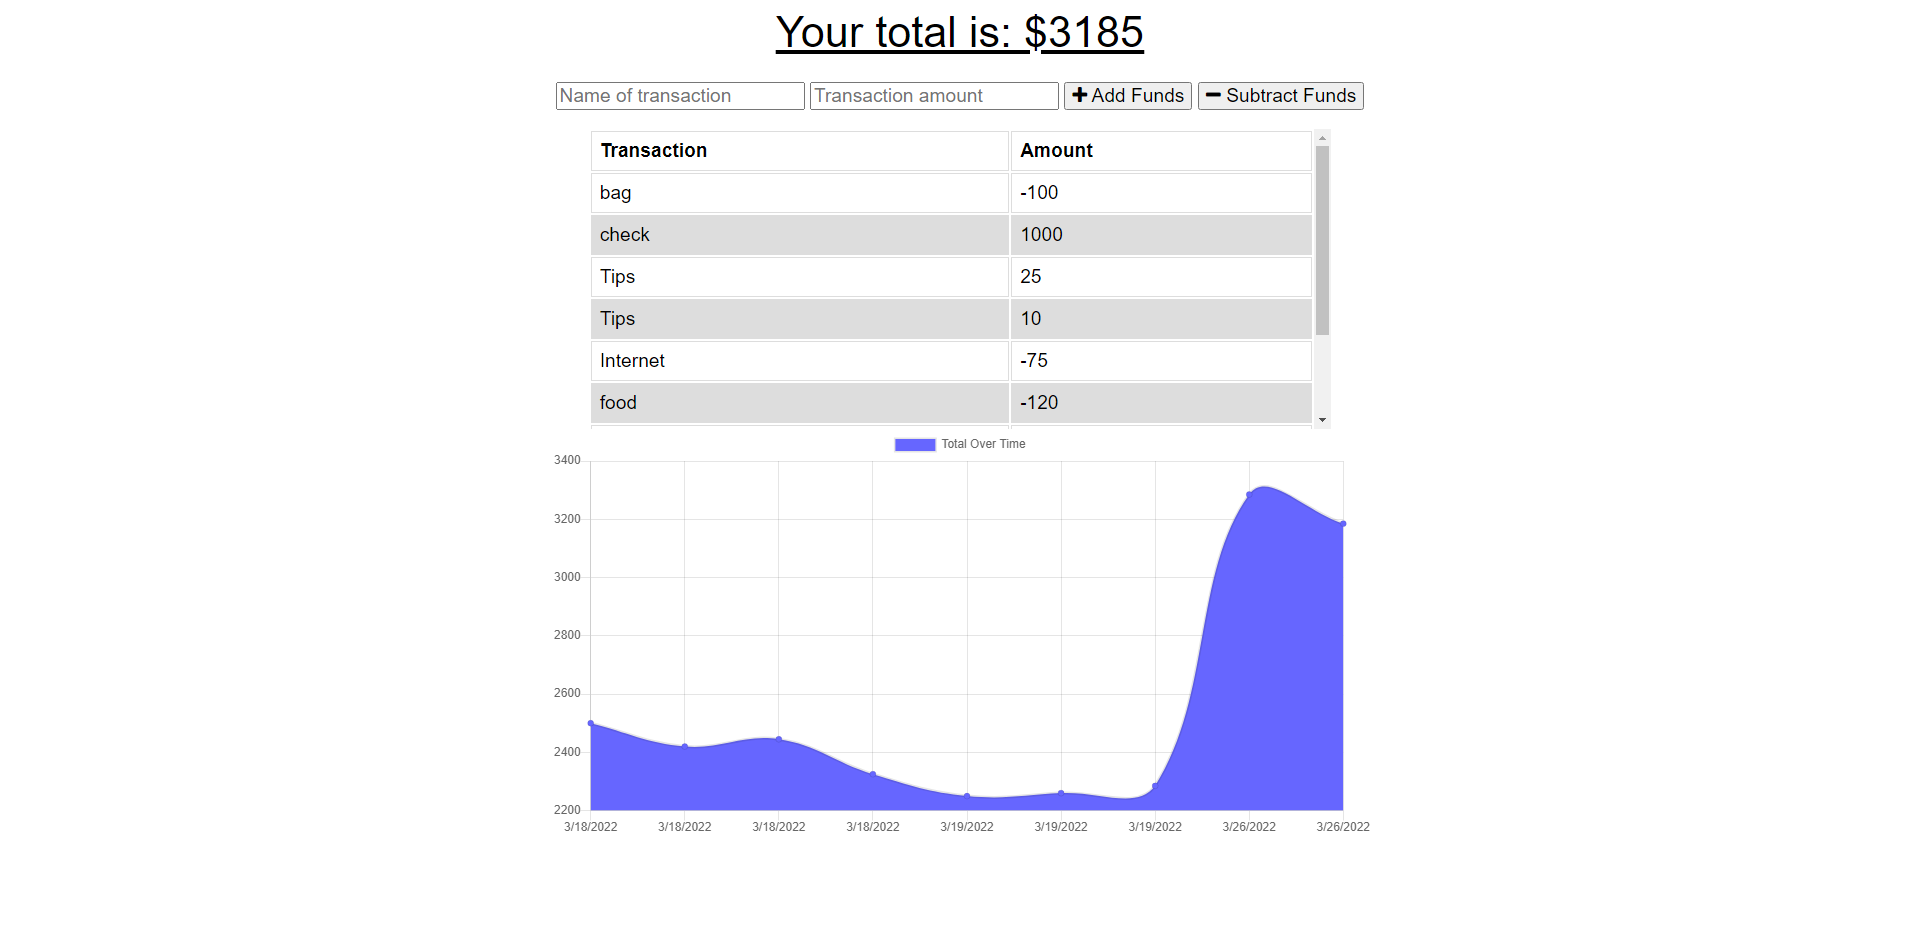 Your total is: $3185
Name of transaction Transaction amount Add Funds Subtract Funds
Transaction Amount
bag -100
check 1000
Tips 25
Tips 10
Internet -75
food -120
Total Over Time
3400
3200
3000
2800
2600
2400
2200
3/18/2022 3/18/2022 3/18/2022 3/18/2022 3/19/2022 3/19/2022 3/19/2022 3/26/2022 3/26/2022